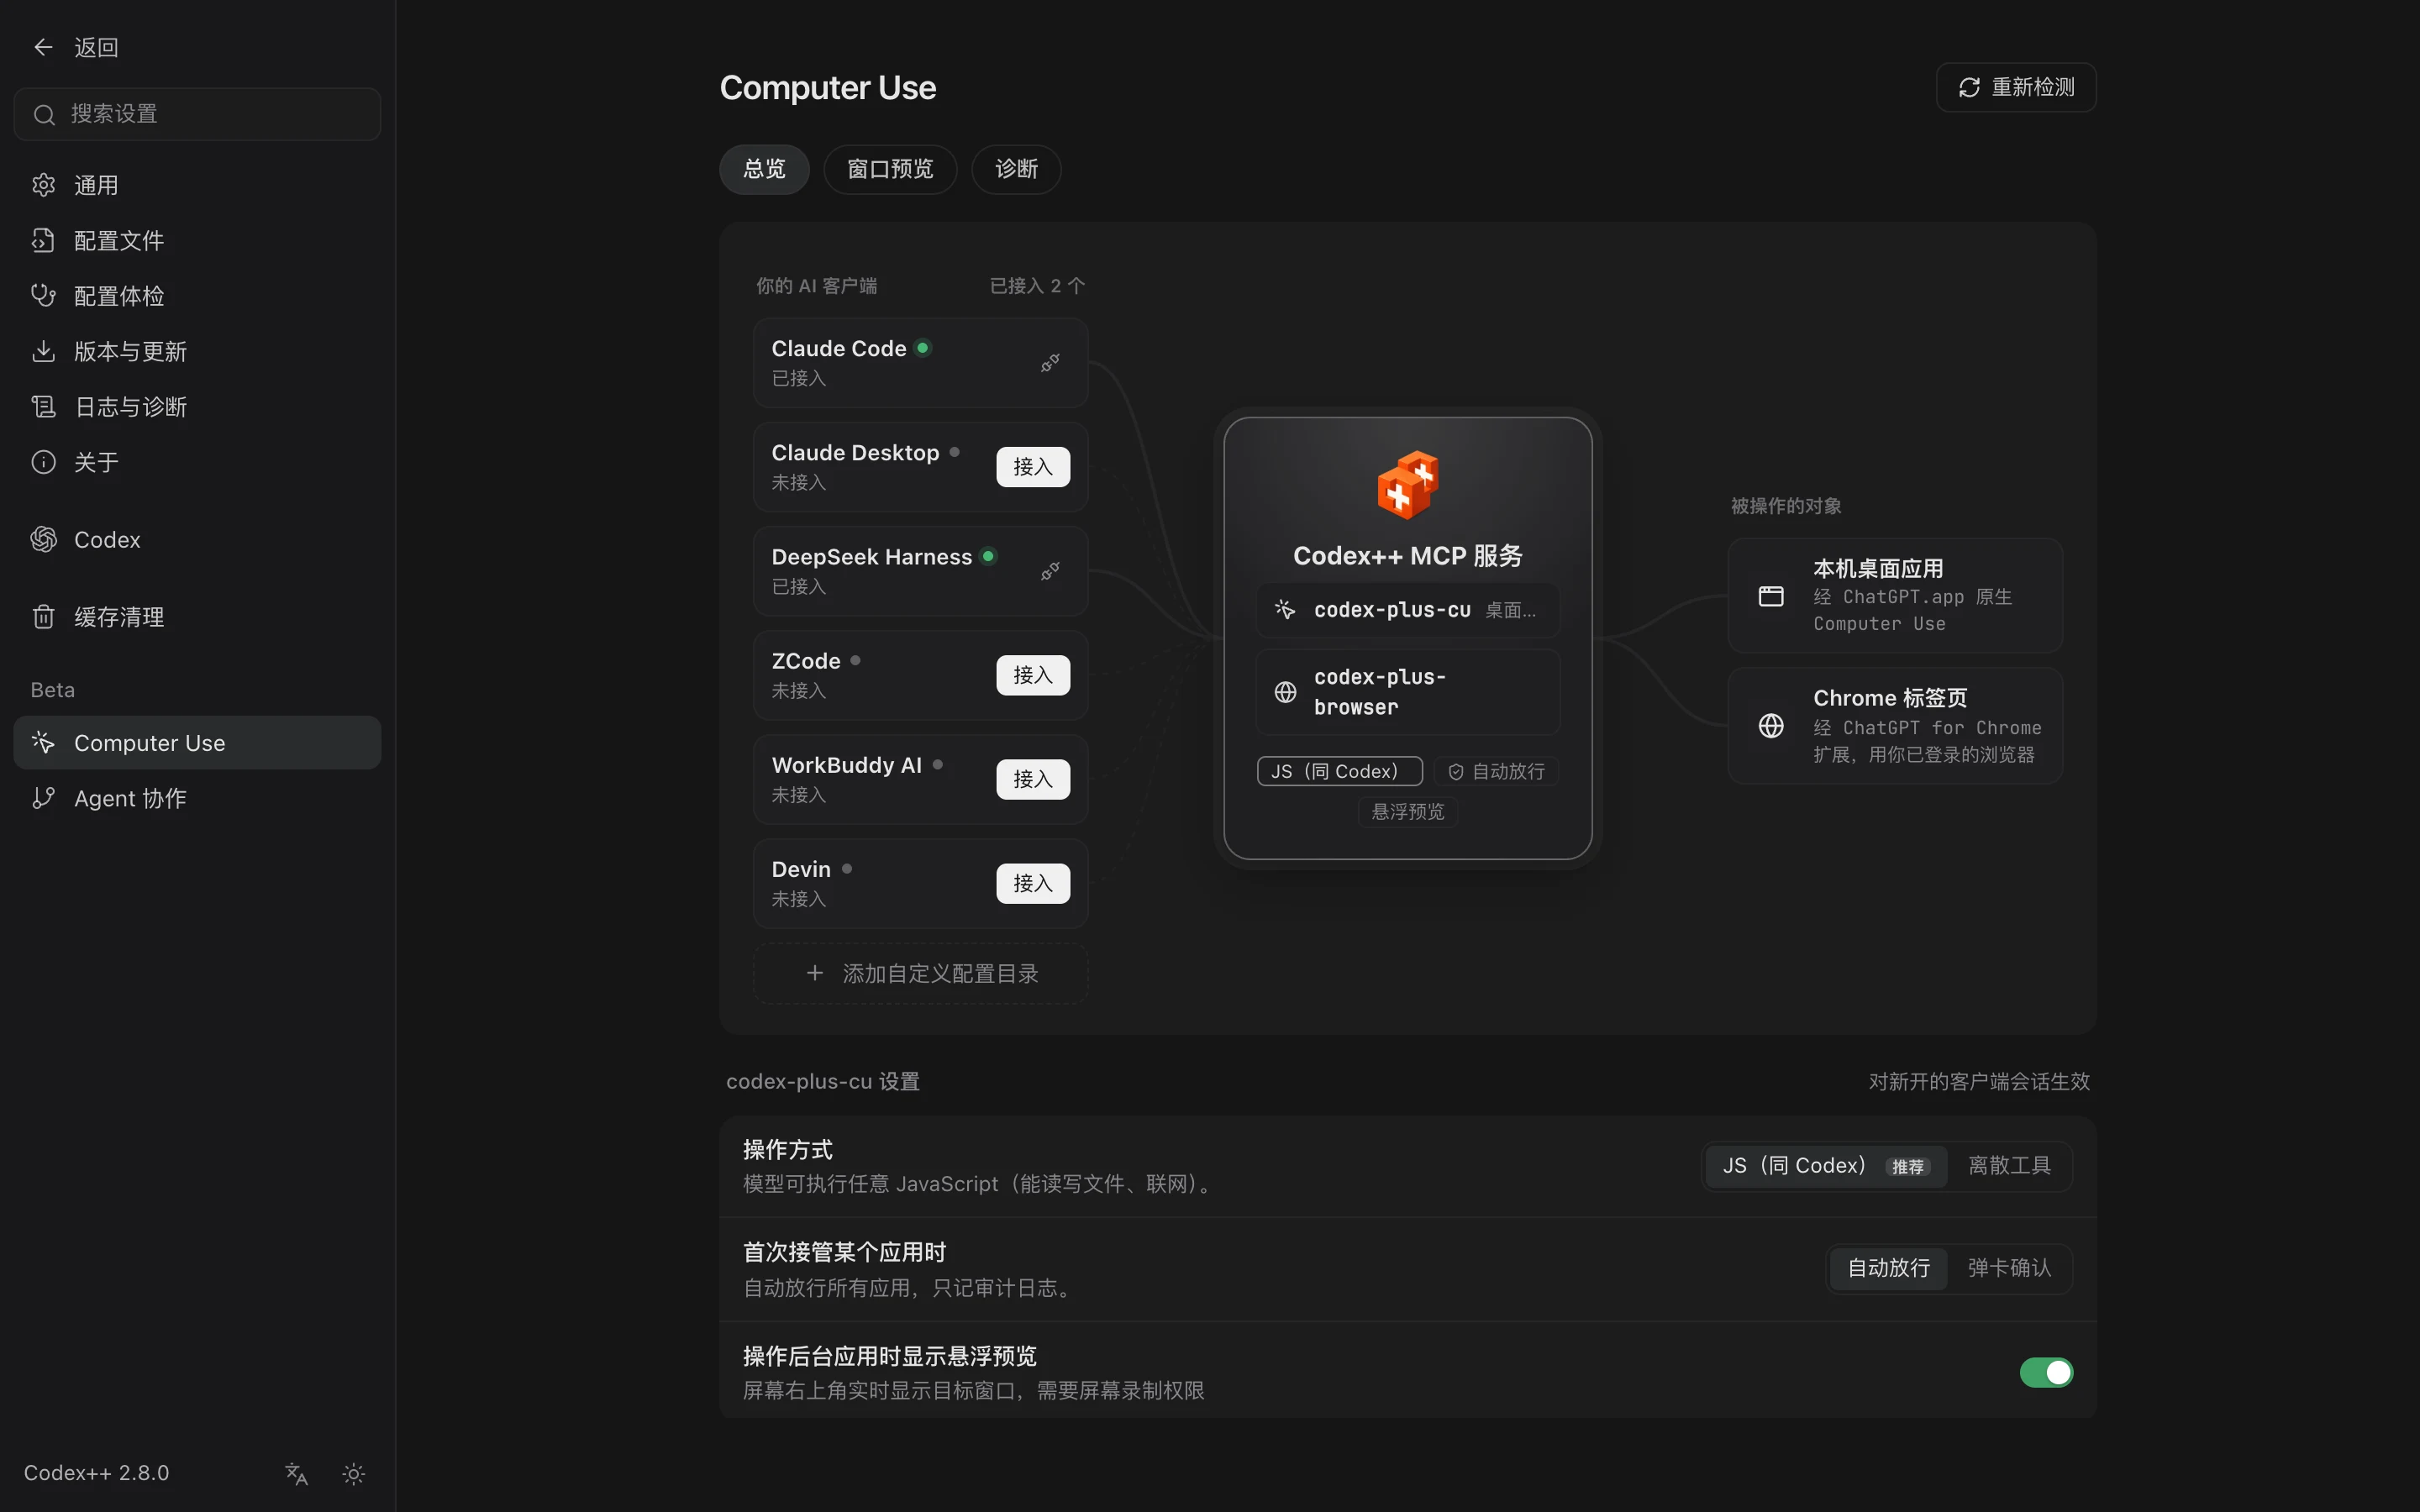 返回
搜索设置
通用
配置文件
配置体检
版本与更新
日志与诊断
关于
Codex
缓存清理
Beta
Computer Use
Agent 协作
Codex++ 2.8.0
Computer Use
重新检测
总览
窗口预览
诊断
你的 AI 客户端
已接入 2 个
Claude Code
已接入
Claude Desktop
未接入
接入
DeepSeek Harness
已接入
ZCode
未接入
接入
WorkBuddy AI
未接入
接入
Devin
未接入
接入
添加自定义配置目录
Codex++ MCP 服务
codex-plus-cu 桌面...
codex-plus-
browser
JS（同 Codex）
自动放行
悬浮预览
被操作的对象
本机桌面应用
经 ChatGPT.app 原生
Computer Use
Chrome 标签页
经 ChatGPT for Chrome
扩展，用你已登录的浏览器
codex-plus-cu 设置
对新开的客户端会话生效
操作方式
模型可执行任意 JavaScript（能读写文件、联网）。
JS（同 Codex） 推荐
离散工具
首次接管某个应用时
自动放行所有应用，只记审计日志。
自动放行
弹卡确认
操作后台应用时显示悬浮预览
屏幕右上角实时显示目标窗口，需要屏幕录制权限